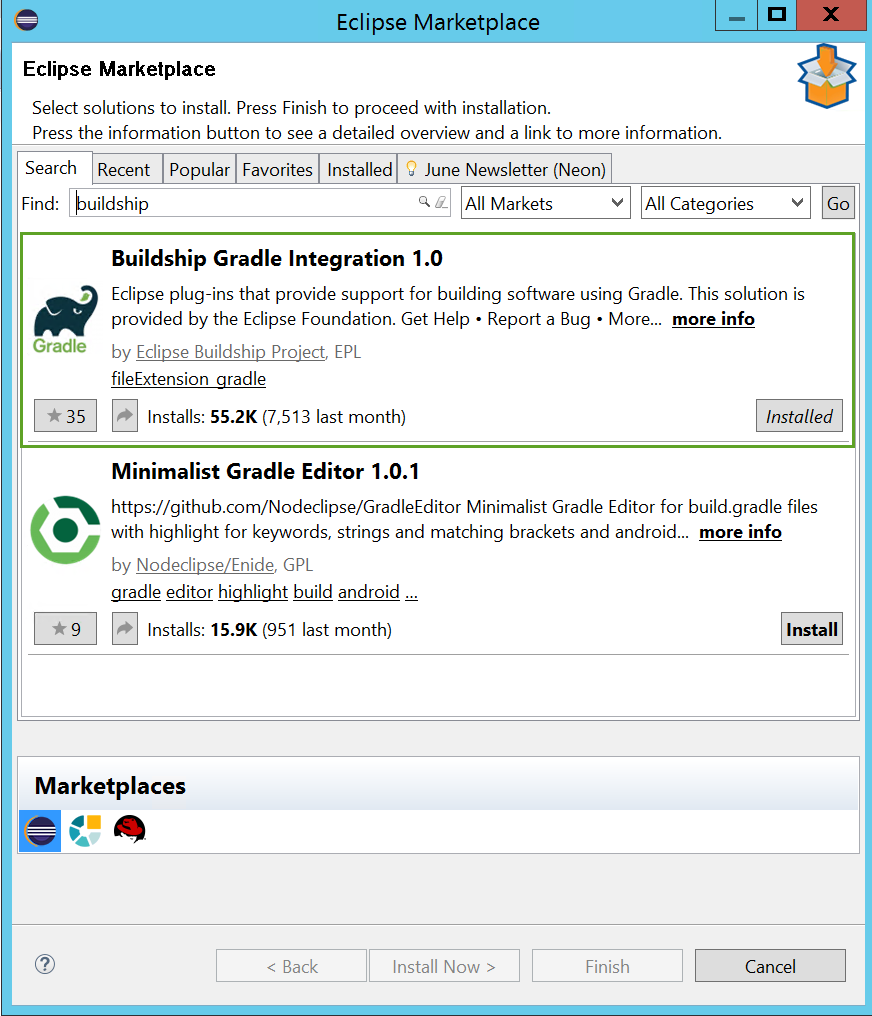 Eclipse Marketplace
Eclipse Marketplace
Select solutions to install. Press Finish to proceed with installation.
Press the information button to see a detailed overview and a link to more information.
Search Recent Popular Favorites Installed June Newsletter (Neon)
Find: buildship All Markets All Categories Go
Buildship Gradle Integration 1.0
Eclipse plug-ins that provide support for building software using Gradle. This solution is
provided by the Eclipse Foundation. Get Help • Report a Bug • More... more info
Gradle
by Eclipse Buildship Project, EPL
fileExtension_gradle
35 Installs: 55.2K (7,513 last month) Installed
Minimalist Gradle Editor 1.0.1
https://github.com/Nodeclipse/GradleEditor Minimalist Gradle Editor for build.gradle files
with highlight for keywords, strings and matching brackets and android... more info
by Nodeclipse/Enide, GPL
gradle editor highlight build android ...
9 Installs: 15.9K (951 last month) Install
Marketplaces
? < Back Install Now > Finish Cancel